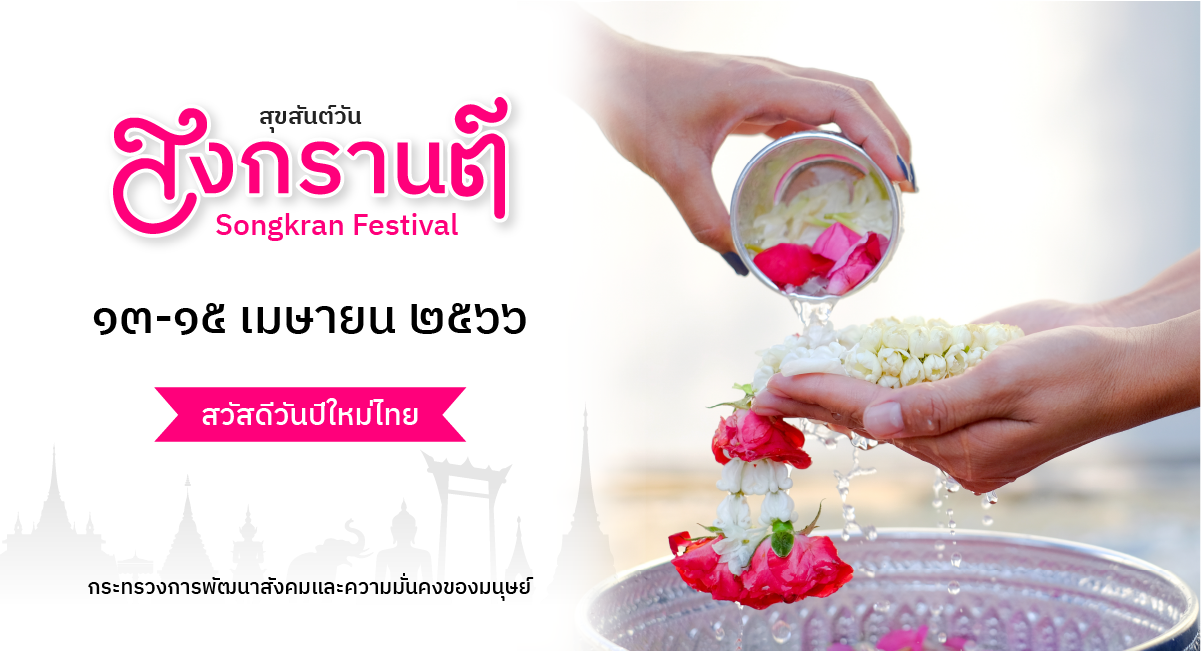 สุขสันต์วัน
สงกรานต์
Songkran Festival
๑๓-๑๕ เมษายน ๒๕๖๖
สวัสดีวันปีใหม่ไทย
กระทรวงการพัฒนาสังคมและความมั่นคงของมนุษย์